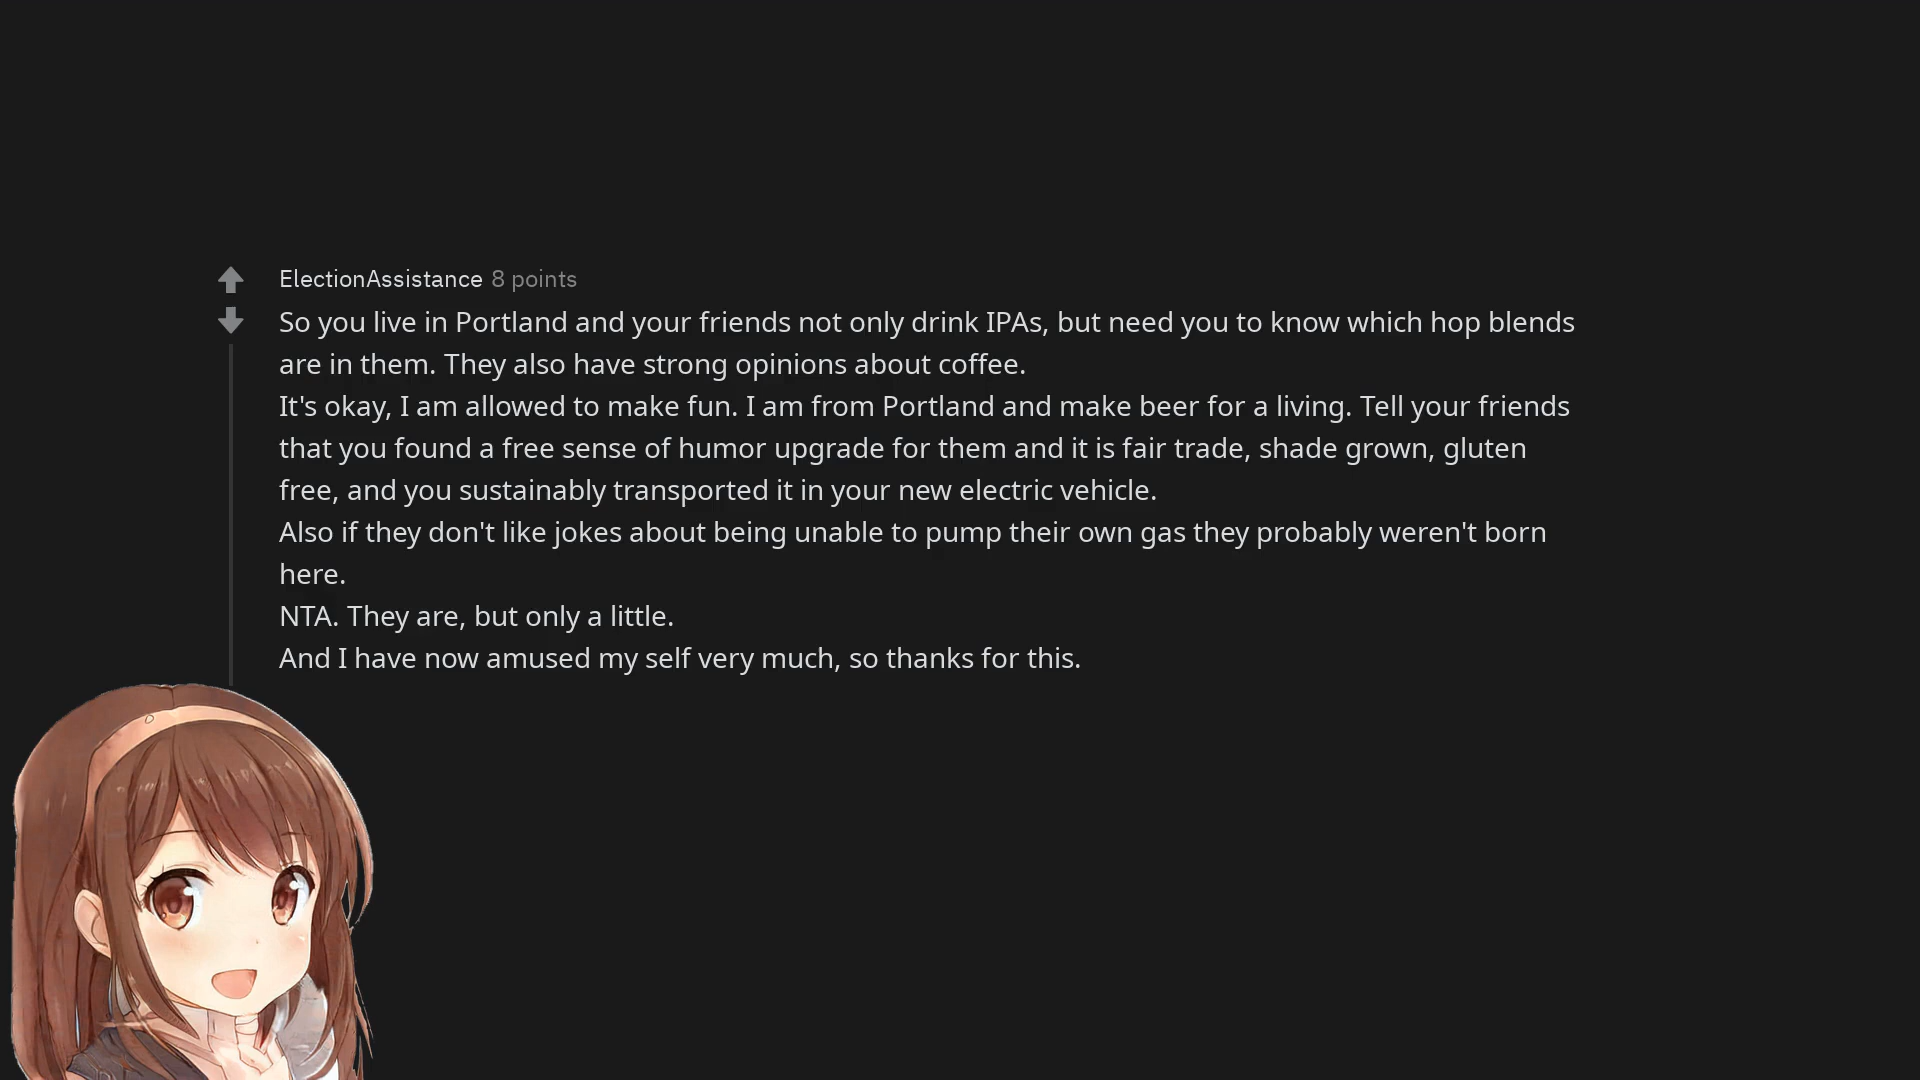 ElectionAssistance 8 points
So you live in Portland and your friends not only drink IPAs, but need you to know which hop blends
are in them. They also have strong opinions about coffee.
It's okay, I am allowed to make fun. I am from Portland and make beer for a living. Tell your friends
that you found a free sense of humor upgrade for them and it is fair trade, shade grown, gluten
free, and you sustainably transported it in your new electric vehicle.
Also if they don't like jokes about being unable to pump their own gas they probably weren't born
here.
NTA. They are, but only a little.
And I have now amused my self very much, so thanks for this.